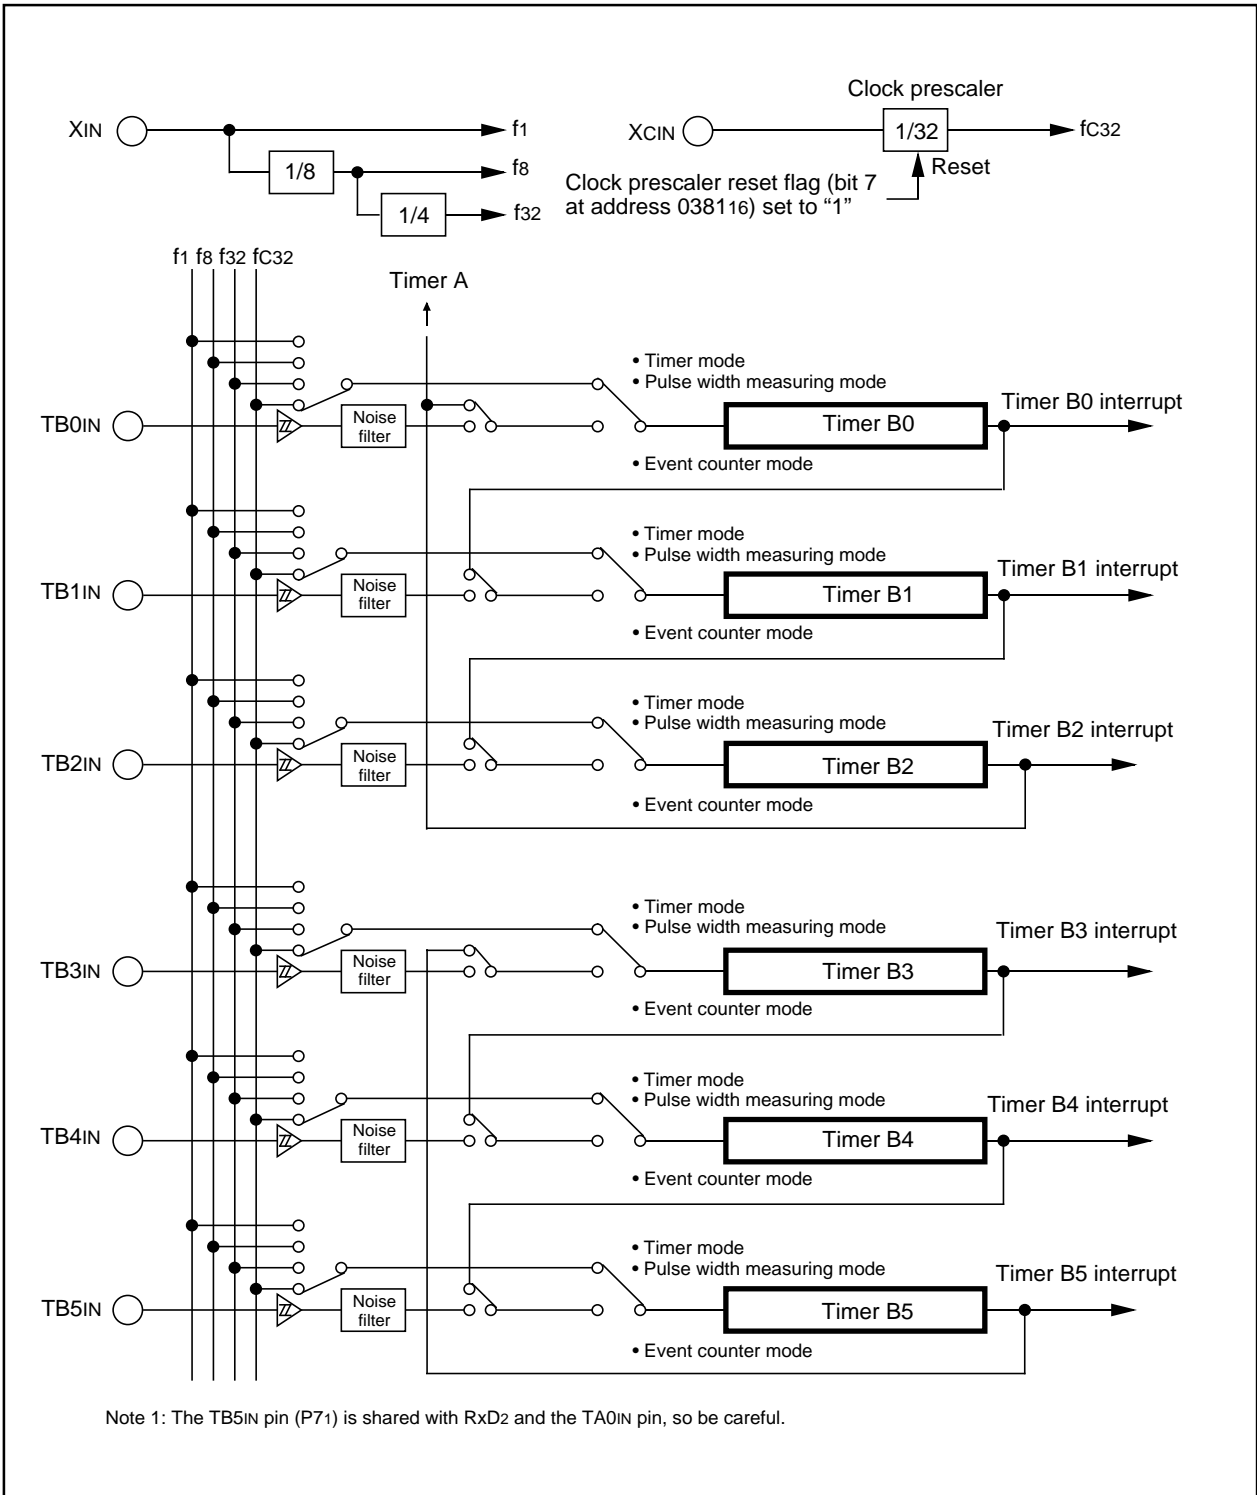 Clock prescaler
XIN
f1
XCIN
1/32
fC32
1/8
f8
Reset
Clock prescaler reset flag (bit 7
at address 038116) set to “1”
1/4
f32
f1 f8 f32 fC32
Timer A
• Timer mode
• Pulse width measuring mode
TB0IN
Noise
filter
Timer B0
Timer B0 interrupt
• Event counter mode
• Timer mode
• Pulse width measuring mode
TB1IN
Noise
filter
Timer B1
Timer B1 interrupt
• Event counter mode
• Timer mode
• Pulse width measuring mode
TB2IN
Noise
filter
Timer B2
Timer B2 interrupt
• Event counter mode
• Timer mode
• Pulse width measuring mode
TB3IN
Noise
filter
Timer B3
Timer B3 interrupt
• Event counter mode
• Timer mode
• Pulse width measuring mode
TB4IN
Noise
filter
Timer B4
Timer B4 interrupt
• Event counter mode
• Timer mode
• Pulse width measuring mode
TB5IN
Noise
filter
Timer B5
Timer B5 interrupt
• Event counter mode
Note 1: The TB5IN pin (P71) is shared with RxD2 and the TA0IN pin, so be careful.